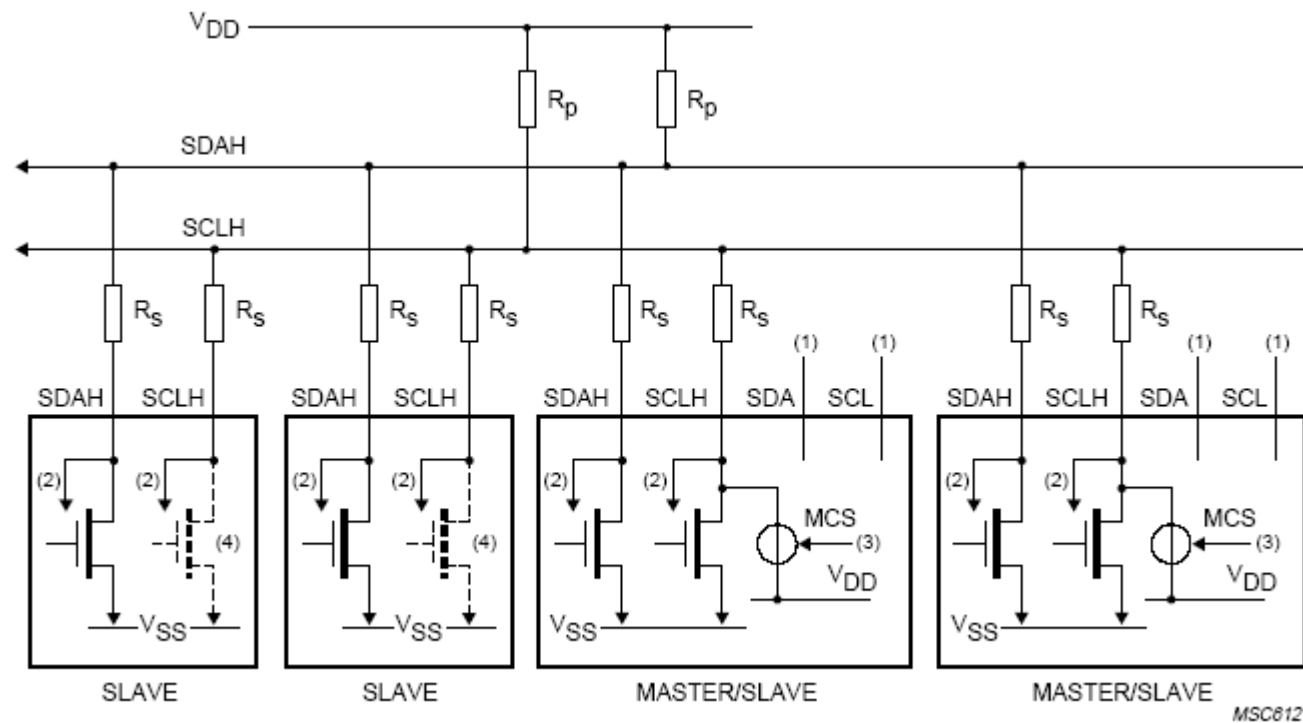 VDD
Rp Rp
SDAH
SCLH
Rs Rs Rs Rs Rs Rs Rs Rs
(1) (1) (1) (1)
SDAH SCLH SDAH SCLH SDAH SCLH SDA SCL SDAH SCLH SDA SCL
(2) (2) (2) (2) (2) (2) (2) (2)
MCS MCS
(4) (4) (3) (3)
VDD VDD
VSS VSS VSS VSS
SLAVE SLAVE MASTER/SLAVE MASTER/SLAVE
MSC612